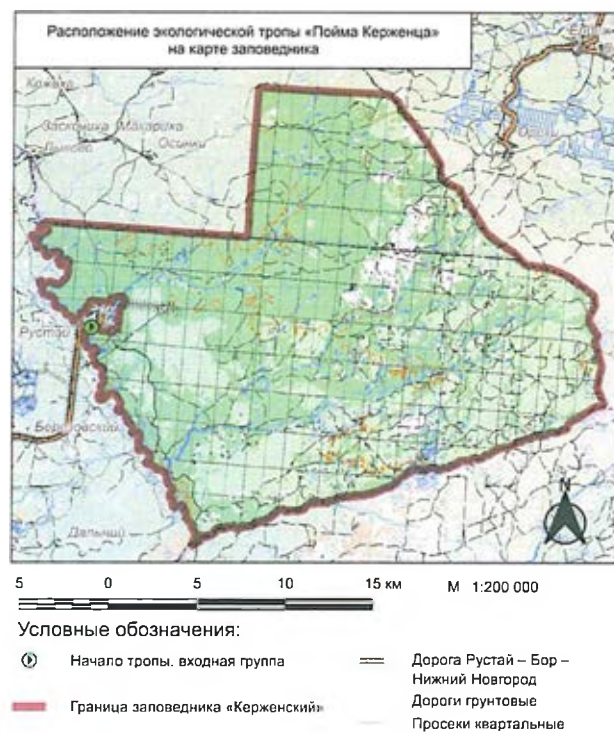 Расположение экологической тропы «Пойма Керженца»
на карте заповедника
Осинки
Рустай
N
5 0 5 10 15 км М 1:200 000
Условные обозначения:
Начало тропы. входная группа
Граница заповедника «Керженский»
Дорога Рустай – Бор –
Нижний Новгород
Дороги грунтовые
Просеки квартальные